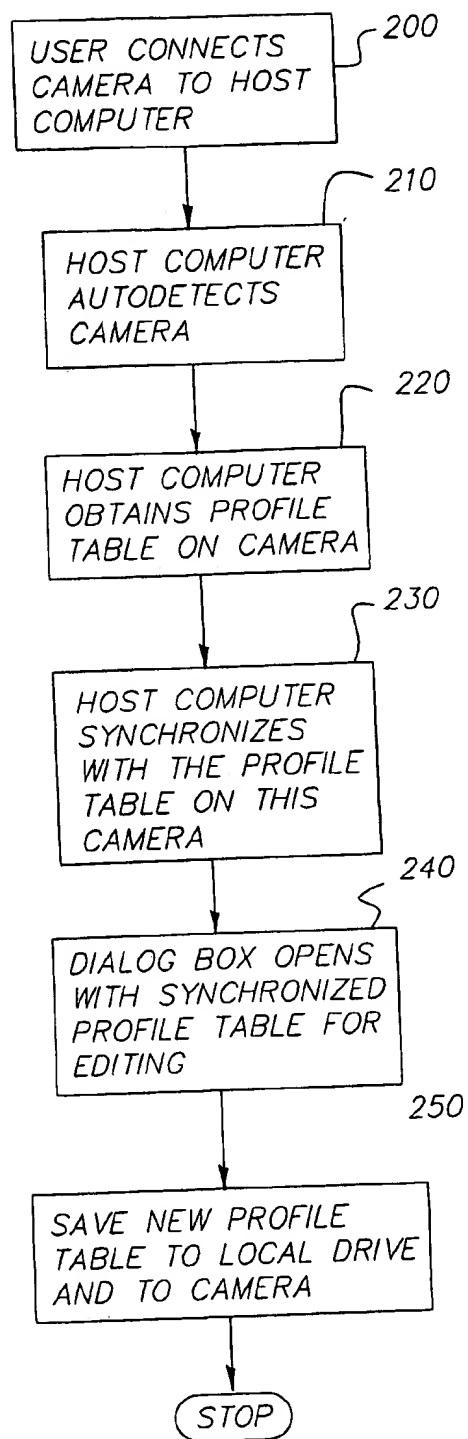 200
USER CONNECTS
CAMERA TO HOST
COMPUTER
210
HOST COMPUTER
AUTODETECTS
CAMERA
220
HOST COMPUTER
OBTAINS PROFILE
TABLE ON CAMERA
230
HOST COMPUTER
SYNCHRONIZES
WITH THE PROFILE
TABLE ON THIS
CAMERA
240
DIALOG BOX OPENS
WITH SYNCHRONIZED
PROFILE TABLE FOR
EDITING
250
SAVE NEW PROFILE
TABLE TO LOCAL DRIVE
AND TO CAMERA
STOP